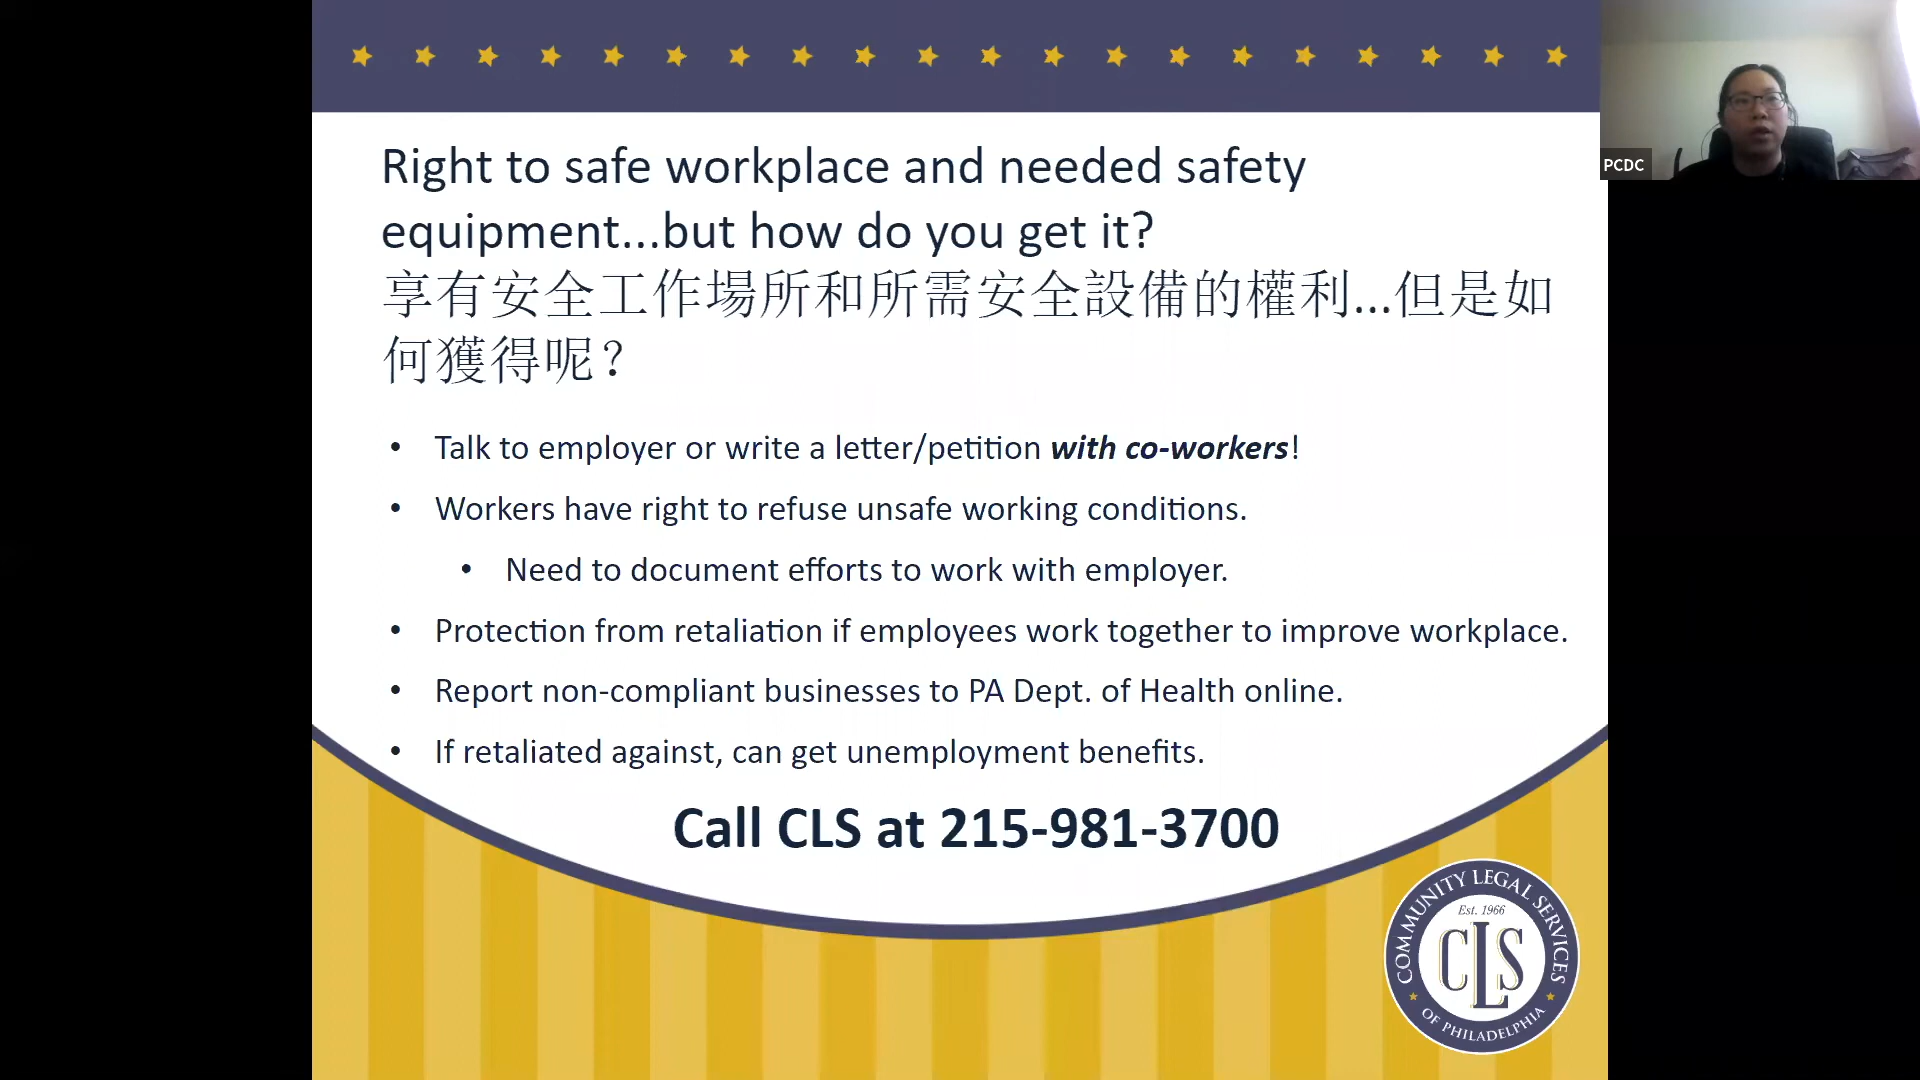 Right to safe workplace and needed safety
equipment...but how do you get it?
享有安全工作場所和所需安全設備的權利...但是如
何獲得呢？
• Talk to employer or write a letter/petition with co-workers!
• Workers have right to refuse unsafe working conditions.
• Need to document efforts to work with employer.
• Protection from retaliation if employees work together to improve workplace.
• Report non-compliant businesses to PA Dept. of Health online.
• If retaliated against, can get unemployment benefits.
Call CLS at 215-981-3700
COMMUNITY LEGAL SERVICES
Est. 1966
CLS
OF PHILADELPHIA
PCDC